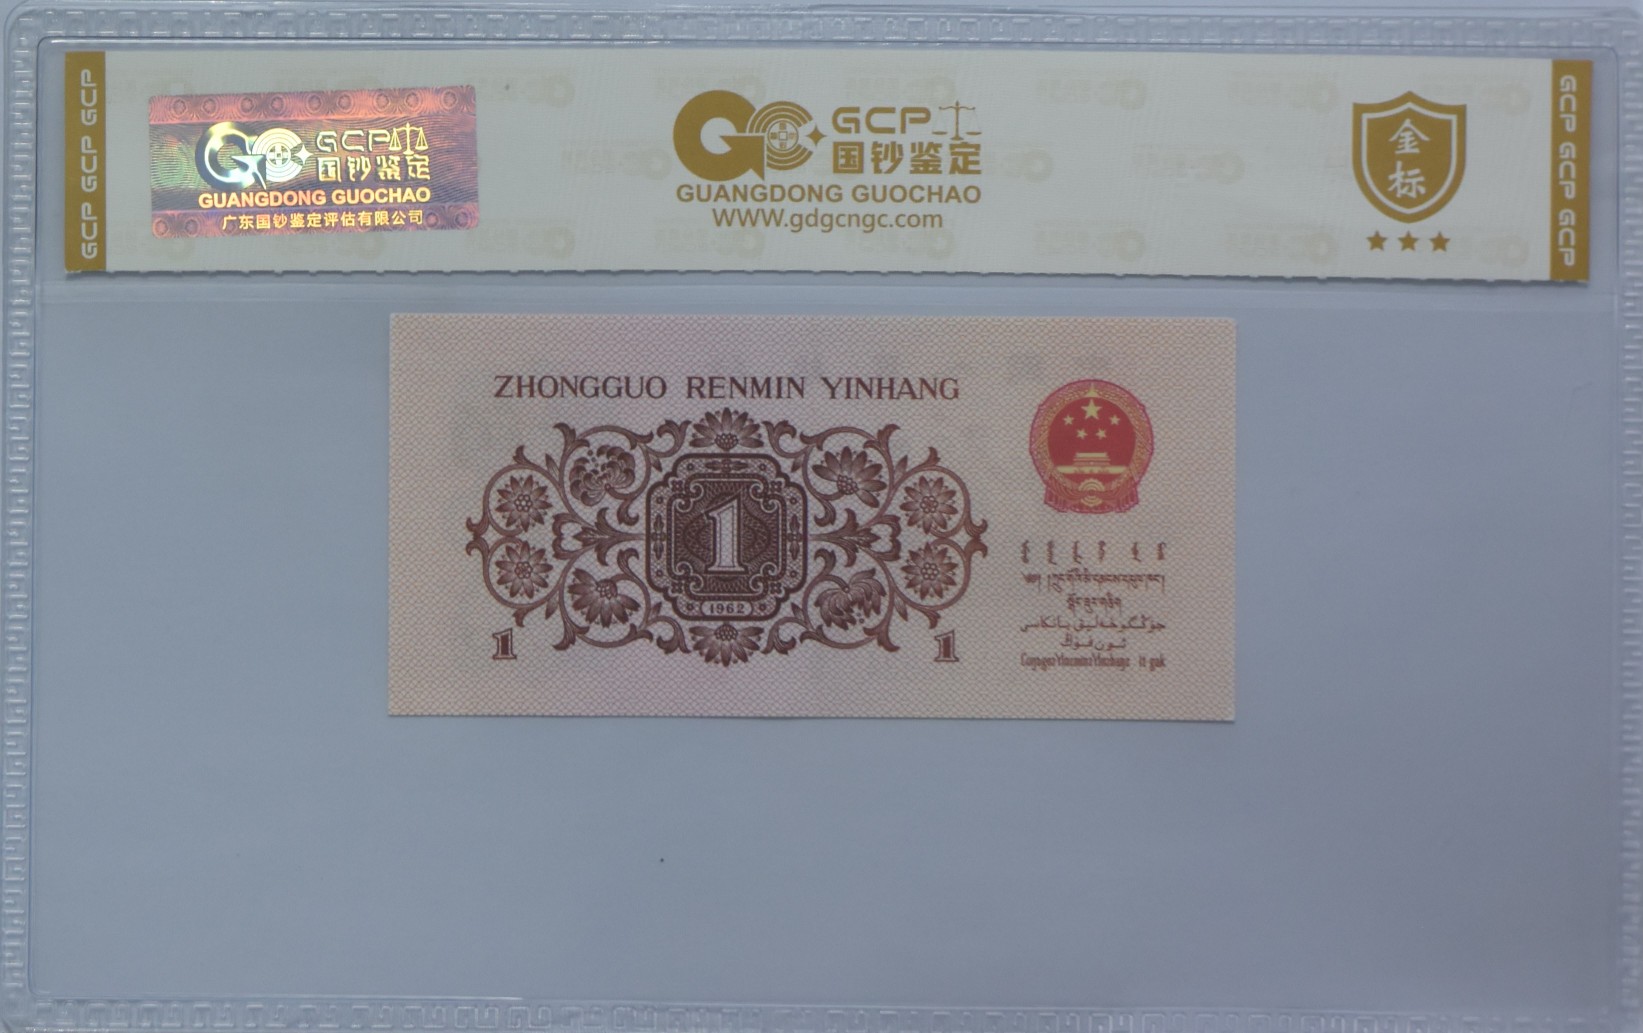 GCP GCP GCP
GCP
国钞鉴定
GUANGDONG GUOCHAO
广东国钞鉴定评估有限公司
GCP
国钞鉴定
GUANGDONG GUOCHAO
WWW.gdgcngc.com
金标
GCP GCP GCP
ZHONGGUO RENMIN YINHANG
1
1962
1
1